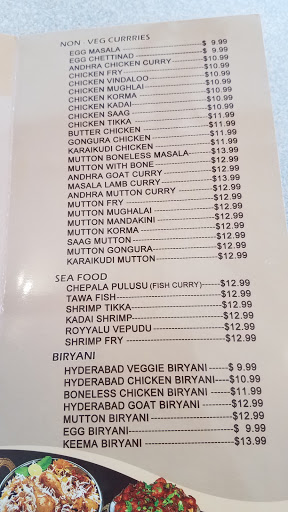 NON VEG CURRRIES
EGG MASALA -------------------$ 9.99
EGG CHETTINAD ----------------$ 9.99
ANDHRA CHICKEN CURRY ------$10.99
CHICKEN FRY ------------------$10.99
CHICKEN VINDALOO ------------$10.99
CHICKEN MUGHLAI -------------$10.99
CHICKEN KORMA --------------$10.99
CHICKEN KADAI ---------------$10.99
CHICKEN SAAG ----------------$11.99
CHICKEN TIKKA ---------------$11.99
BUTTER CHICKEN -------------$11.99
GONGURA CHICKEN -----------$11.99
KARAIKUDI CHICKEN ----------$11.99
MUTTON BONELESS MASALA---$13.99
MUTTON WITH BONE ----------$12.99
ANDHRA GOAT CURRY --------$12.99
MASALA LAMB CURRY --------$12.99
ANDHRA MUTTON CURRY ------$12.99
MUTTON FRY -----------------$12.99
MUTTON MUGHALAI ----------$12.99
MUTTON MANDAKINI ---------$12.99
MUTTON KORMA -------------$12.99
SAAG MUTTON --------------$12.99
MUTTON GONGURA ----------$12.99
KARAIKUDI MUTTON---------$12.99
SEA FOOD
CHEPALA PULUSU (FISH CURRY)------$12.99
TAWA FISH--------------------$12.99
SHRIMP TIKKA----------------$12.99
KADAI SHRIMP---------------$12.99
ROYYALU VEPUDU -----------$12.99
SHRIMP FRY ----------------$12.99
BIRYANI
HYDERABAD VEGGIE BIRYANI-----$ 9.99
HYDERABAD CHICKEN BIRYANI----$10.99
BONELESS CHICKEN BIRYANI -----$11.99
HYDERABAD GOAT BIRYANI ------$12.99
MUTTON BIRYANI --------------$12.99
EGG BIRYANI-----------------$ 9.99
KEEMA BIRYANI --------------$13.99